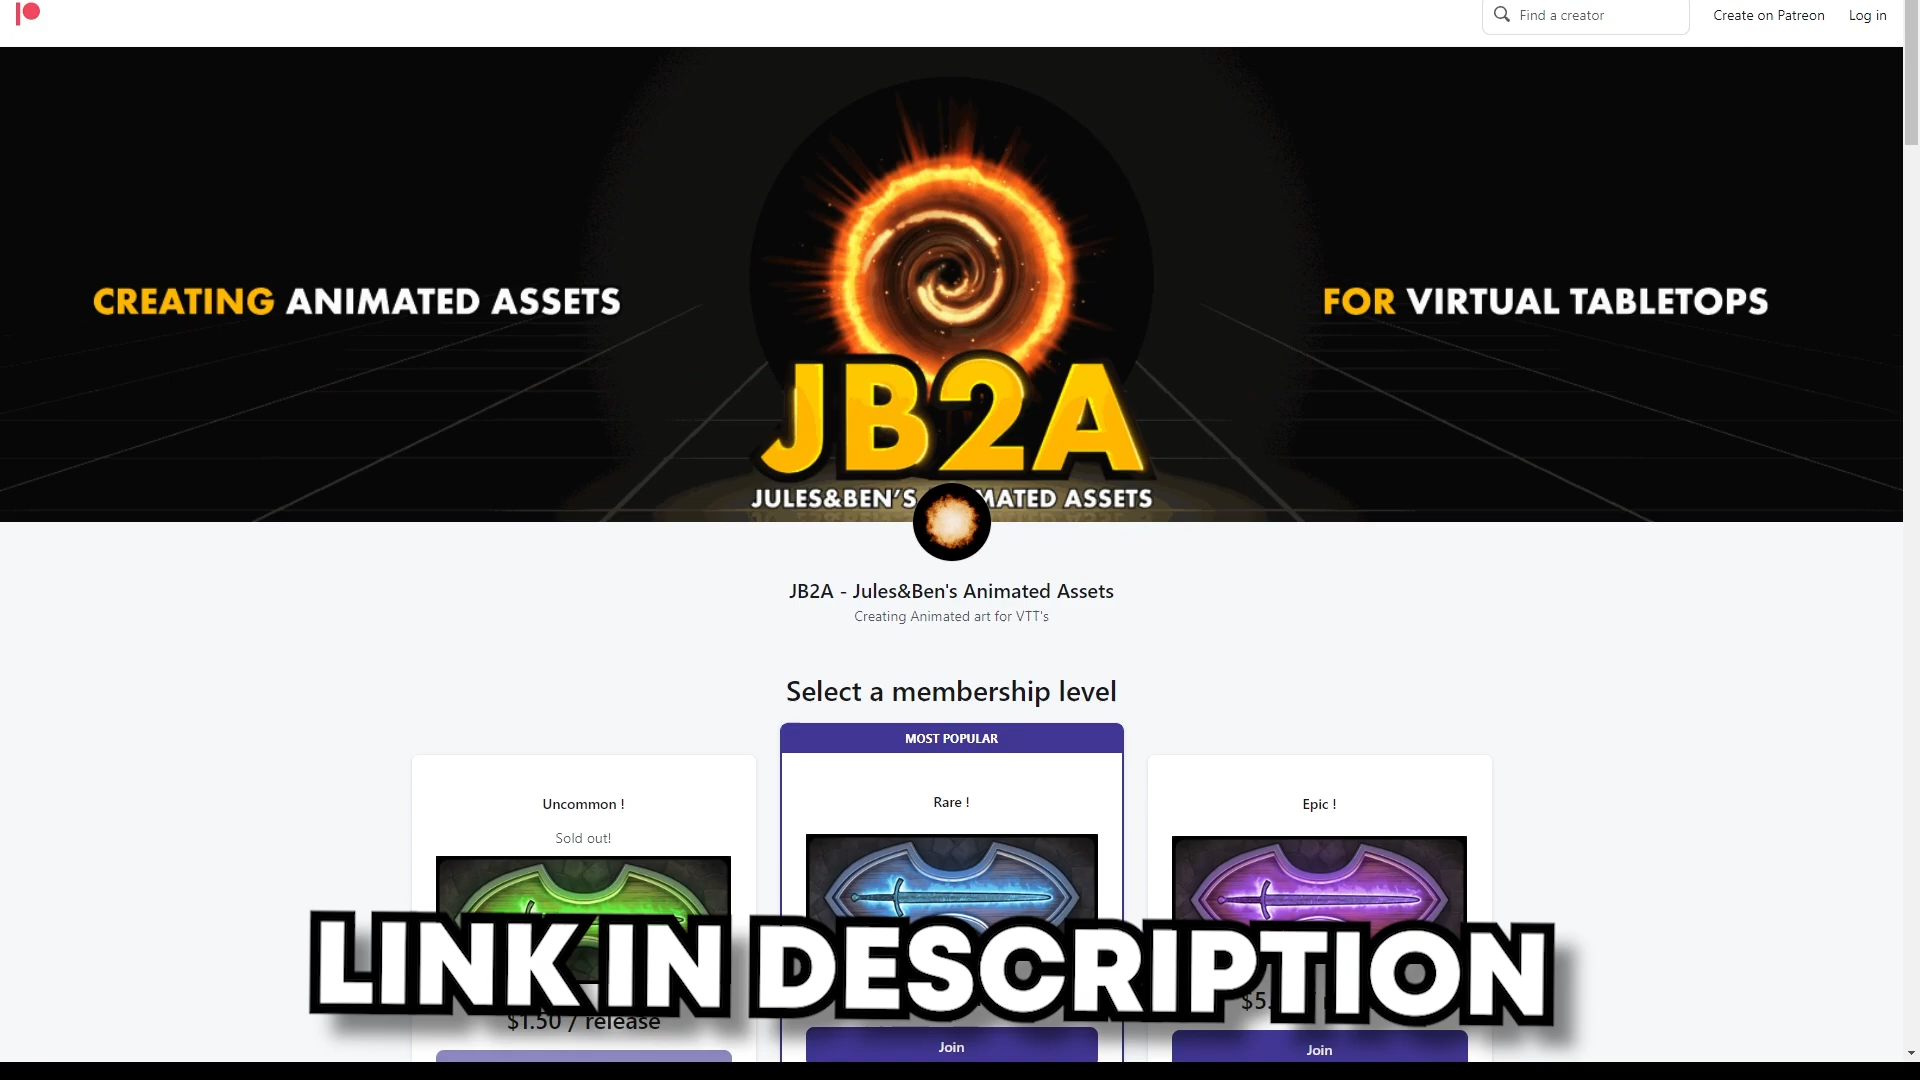 Find a creator
Create on Patreon
Log in
CREATING ANIMATED ASSETS
FOR VIRTUAL TABLETOPS
JB2A
JULES&BEN'S MATED ASSETS
JB2A - Jules&Ben's Animated Assets
Creating Animated art for VTT's
Select a membership level
MOST POPULAR
Uncommon !
Rare !
Epic !
Sold out!
LINK IN DESCRIPTION
$5.
$1.50 / release
Join
Join